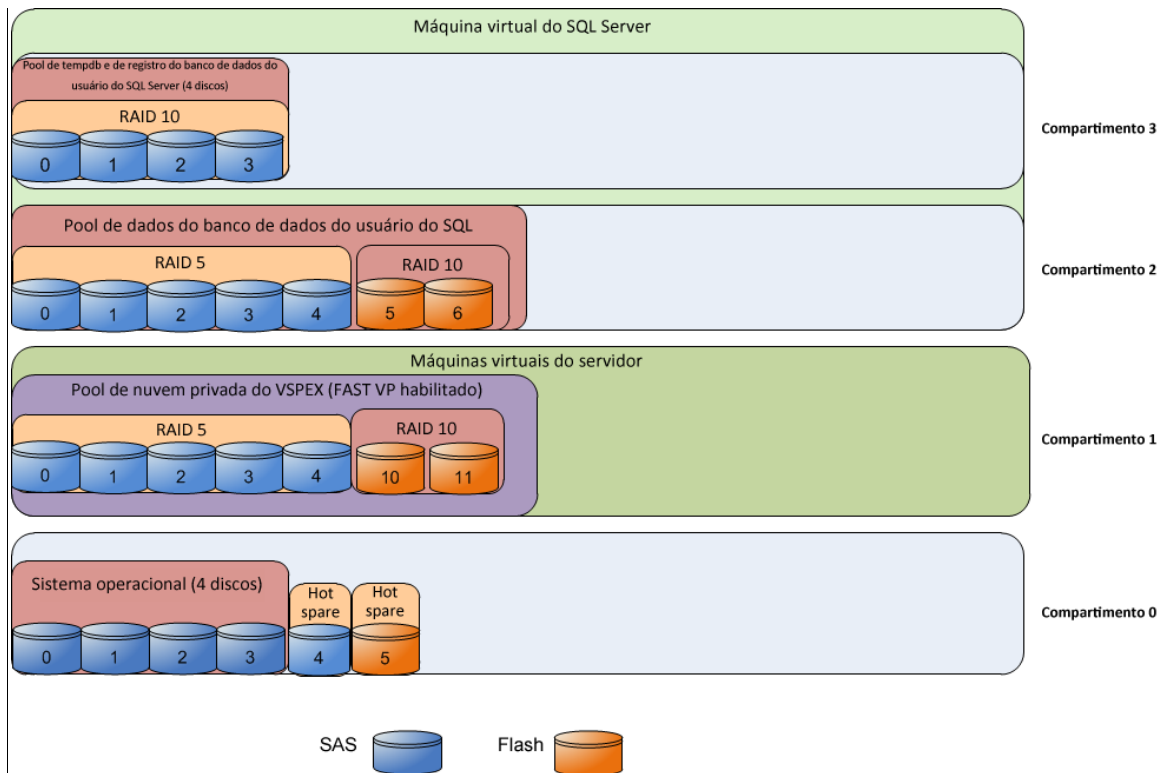 Máquina virtual do SQL Server
Pool de tempdb e de registro do banco de dados do
usuário do SQL Server (4 discos)
RAID 10
0 1 2 3
Compartimento 3
Pool de dados do banco de dados do usuário do SQL
RAID 5
RAID 10
0 1 2 3 4 5 6
Compartimento 2
Máquinas virtuais do servidor
Pool de nuvem privada do VSPEX (FAST VP habilitado)
RAID 5
RAID 10
0 1 2 3 4 10 11
Compartimento 1
Sistema operacional (4 discos)
Hot
spare
Hot
spare
0 1 2 3 4 5
Compartimento 0
SAS
Flash